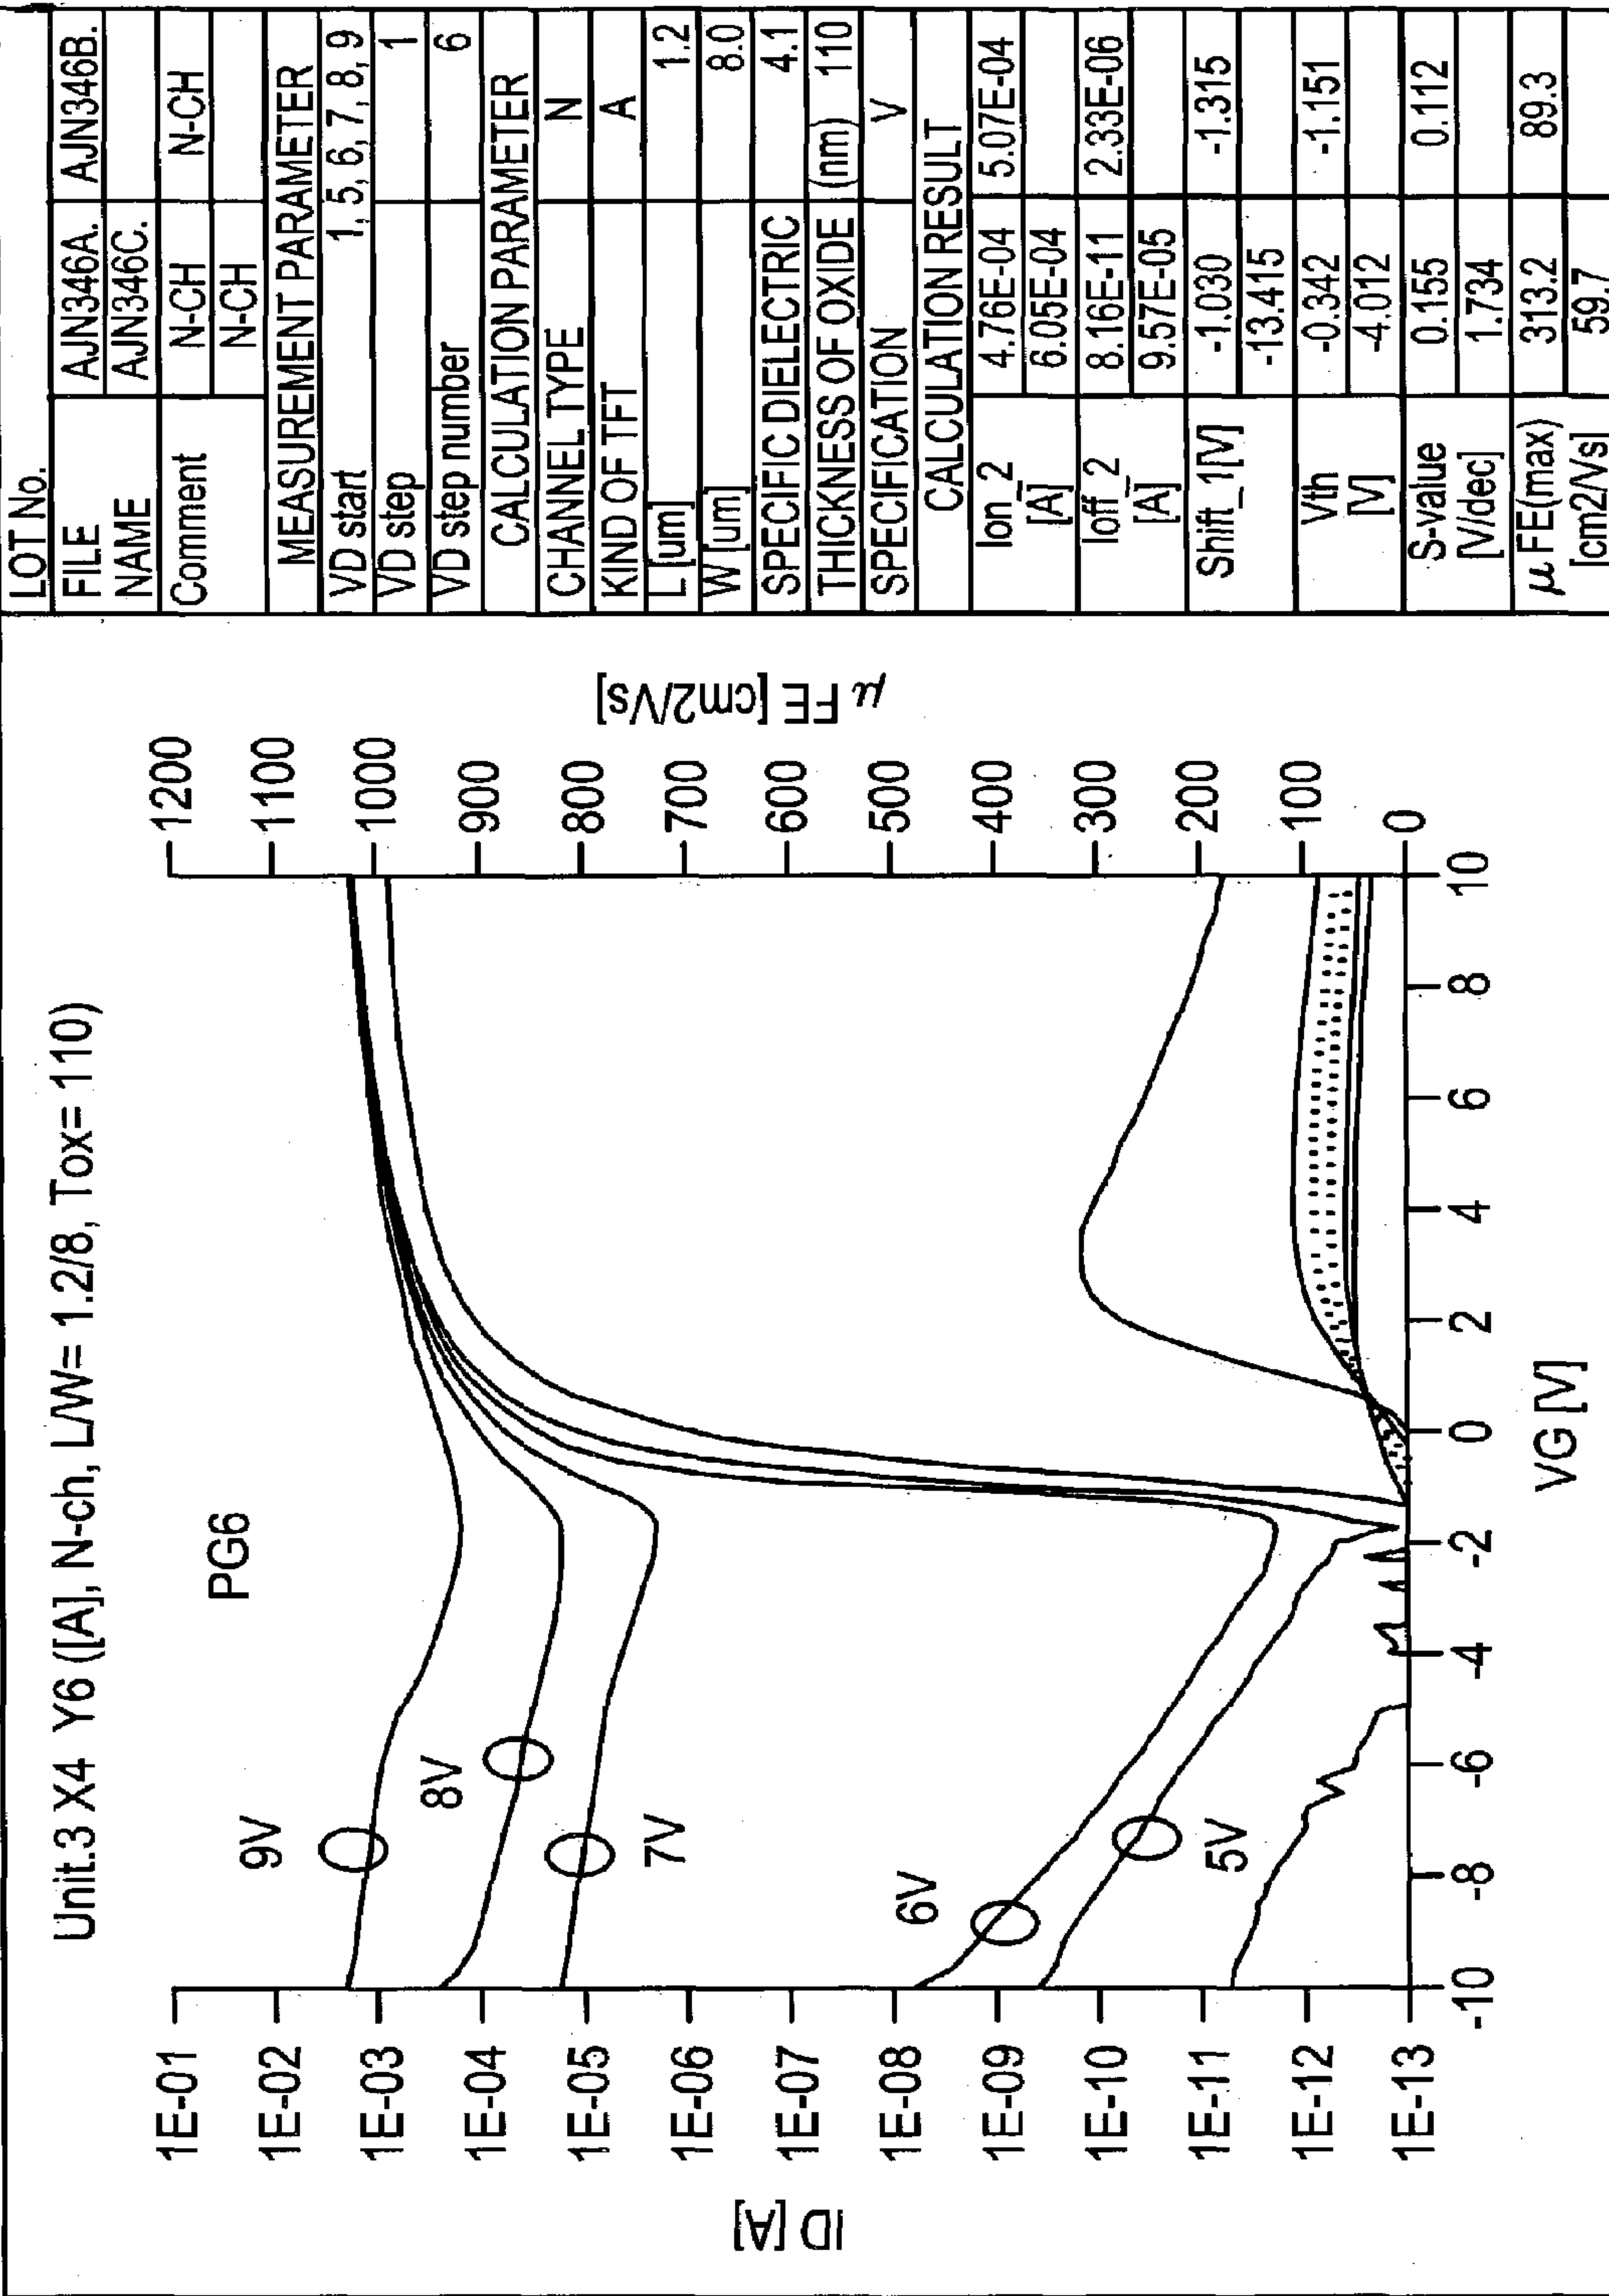 Unit.3 X4 Y6 ([A], N-ch, L/W= 1.2/8, Tox= 110)
PG6
9V
8V
7V
6V
5V
ID [A]
1E-01
1E-02
1E-03
1E-04
1E-05
1E-06
1E-07
1E-08
1E-09
1E-10
1E-11
1E-12
1E-13
-10
-8
-6
-4
-2
0
2
4
6
8
10
VG [V]
1200
1100
1000
900
800
700
600
500
400
300
200
100
0
μ FE [cm2/Vs]
LOT No.
FILE AJN346A. AJN346B.
NAME AJN346C.
Comment N-CH N-CH
N-CH
MEASUREMENT PARAMETER
VD start 1, 5, 6, 7, 8, 9
VD step 1
VD step number 6
CALCULATION PARAMETER
CHANNEL TYPE N
KIND OF TFT A
L [um] 1.2
W [um] 8.0
SPECIFIC DIELECTRIC 4.1
THICKNESS OF OXIDE (nm) 110
SPECIFICATION V
CALCULATION RESULT
Ion_2 4.76E-04 5.07E-04
[A] 6.05E-04
Ioff_2 8.16E-11 2.33E-06
[A] 9.57E-05
Shift_1[V] -1.030 -1.315
-13.415
Vth -0.342 -1.151
[V] -4.012
S-value 0.155 0.112
[V/dec] 1.734
μ FE(max) 313.2 89.3
[cm2/Vs] 59.7